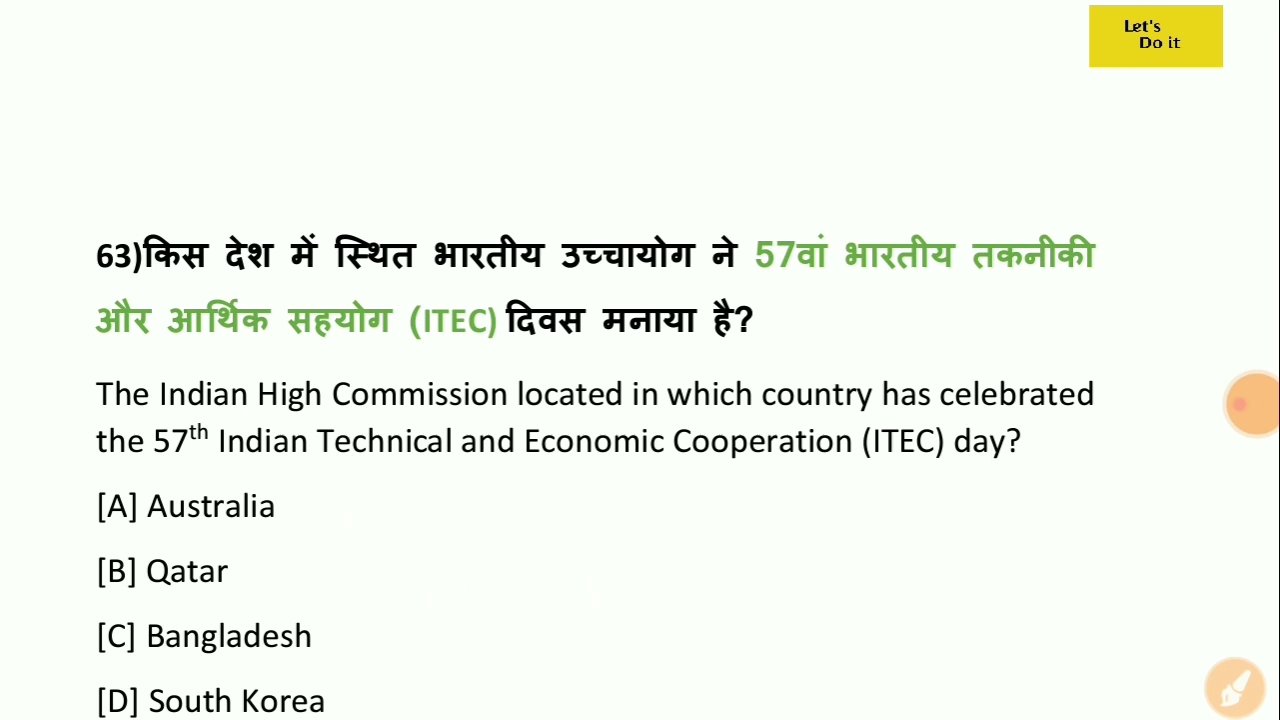 Let's
Do it
63)किस देश में स्थित भारतीय उच्चायोग ने 57वां भारतीय तकनीकी
और आर्थिक सहयोग (ITEC) दिवस मनाया है?
The Indian High Commission located in which country has celebrated
the 57th Indian Technical and Economic Cooperation (ITEC) day?
[A] Australia
[B] Qatar
[C] Bangladesh
[D] South Korea